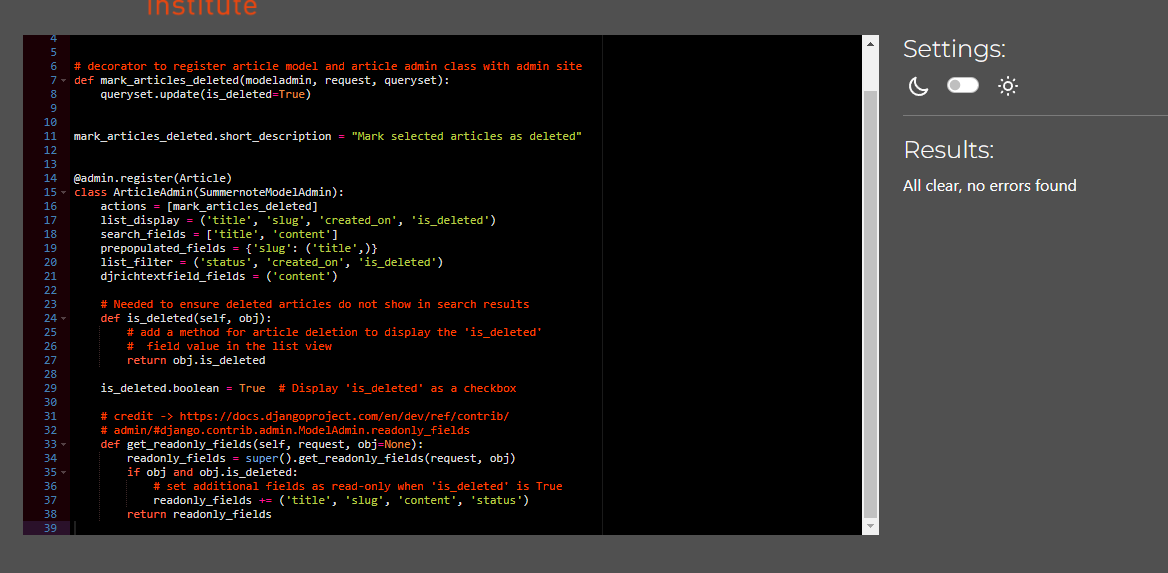 Institute
4
5
6 # decorator to register article model and article admin class with admin site
7 def mark_articles_deleted(modeladmin, request, queryset):
8     queryset.update(is_deleted=True)
9
10
11 mark_articles_deleted.short_description = "Mark selected articles as deleted"
12
13
14 @admin.register(Article)
15 class ArticleAdmin(SummernoteModelAdmin):
16     actions = [mark_articles_deleted]
17     list_display = ('title', 'slug', 'created_on', 'is_deleted')
18     search_fields = ['title', 'content']
19     prepopulated_fields = {'slug': ('title',)}
20     list_filter = ('status', 'created_on', 'is_deleted')
21     djrichtextfield_fields = ('content')
22
23     # Needed to ensure deleted articles do not show in search results
24     def is_deleted(self, obj):
25         # add a method for article deletion to display the 'is_deleted'
26         #  field value in the list view
27         return obj.is_deleted
28
29     is_deleted.boolean = True  # Display 'is_deleted' as a checkbox
30
31     # credit -> https://docs.djangoproject.com/en/dev/ref/contrib/
32     # admin/#django.contrib.admin.ModelAdmin.readonly_fields
33     def get_readonly_fields(self, request, obj=None):
34         readonly_fields = super().get_readonly_fields(request, obj)
35         if obj and obj.is_deleted:
36             # set additional fields as read-only when 'is_deleted' is True
37             readonly_fields += ('title', 'slug', 'content', 'status')
38         return readonly_fields
39
Settings:
Results:
All clear, no errors found